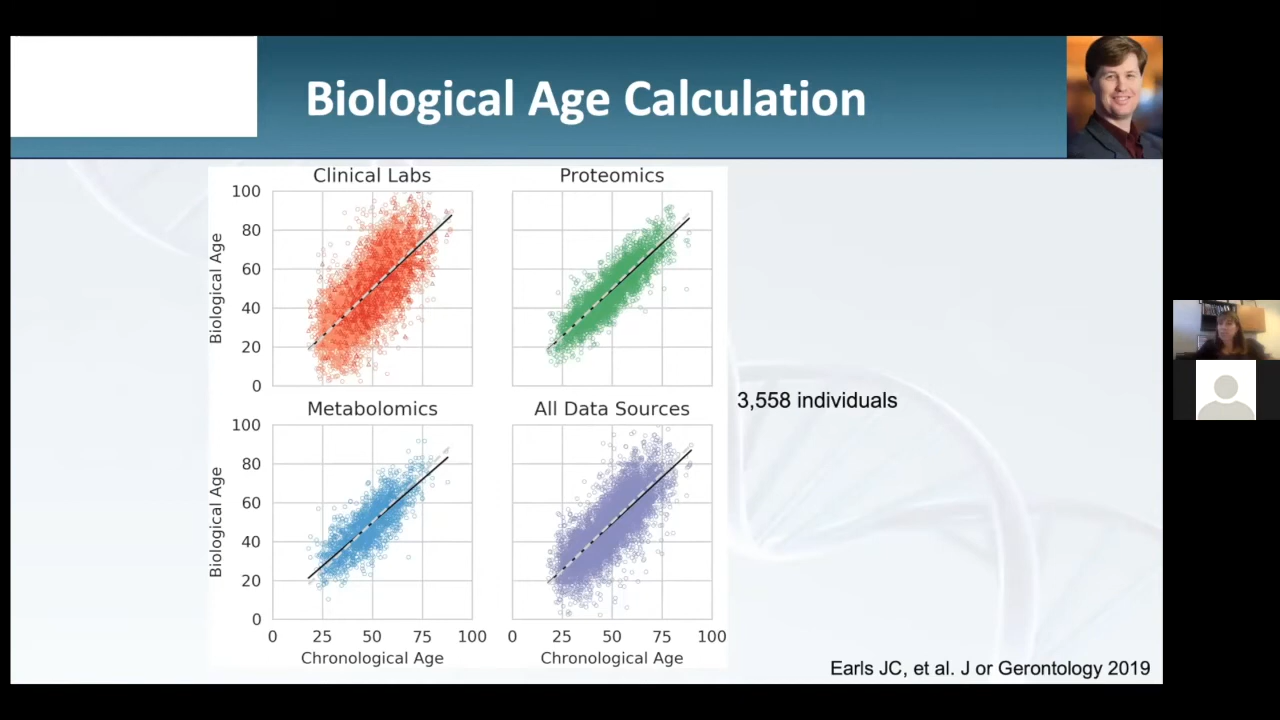 Biological Age Calculation
Clinical Labs
Proteomics
100
80
60
40
20
0
Biological Age
Metabolomics
All Data Sources
100
80
60
40
20
0
Biological Age
0 25 50 75 100
0 25 50 75 100
Chronological Age
Chronological Age
3,558 individuals
Earls JC, et al. J or Gerontology 2019